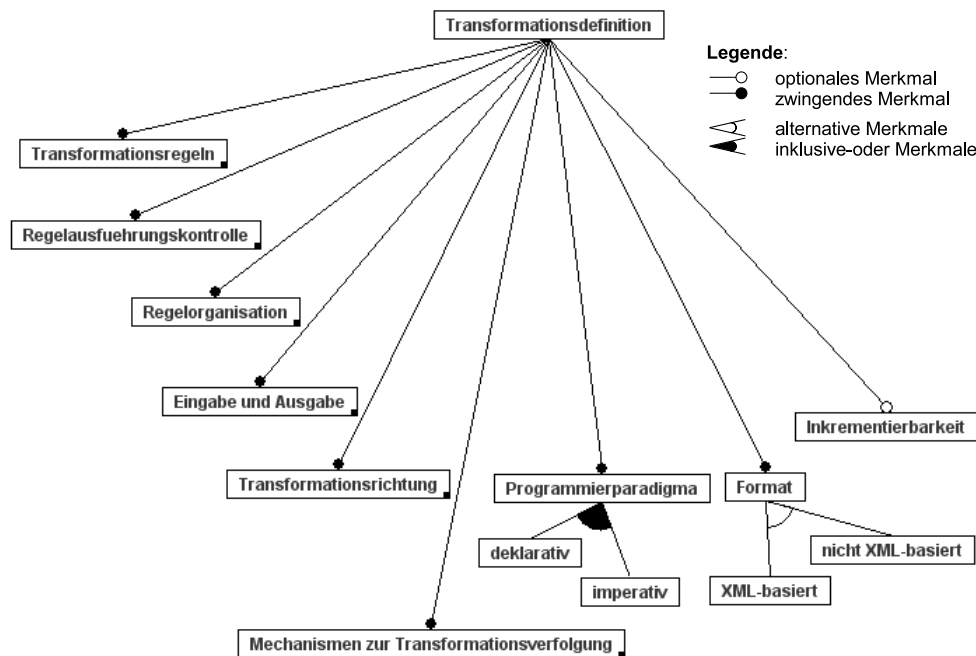 Transformationsdefinition
Legende:
optionales Merkmal
zwingendes Merkmal
alternative Merkmale
inklusive-oder Merkmale
Transformationsregeln
Regelausfuehrungskontrolle
Regelorganisation
Eingabe und Ausgabe
Inkrementierbarkeit
Transformationsrichtung
Programmierparadigma
Format
deklarativ
nicht XML-basiert
imperativ
XML-basiert
Mechanismen zur Transformationsverfolgung